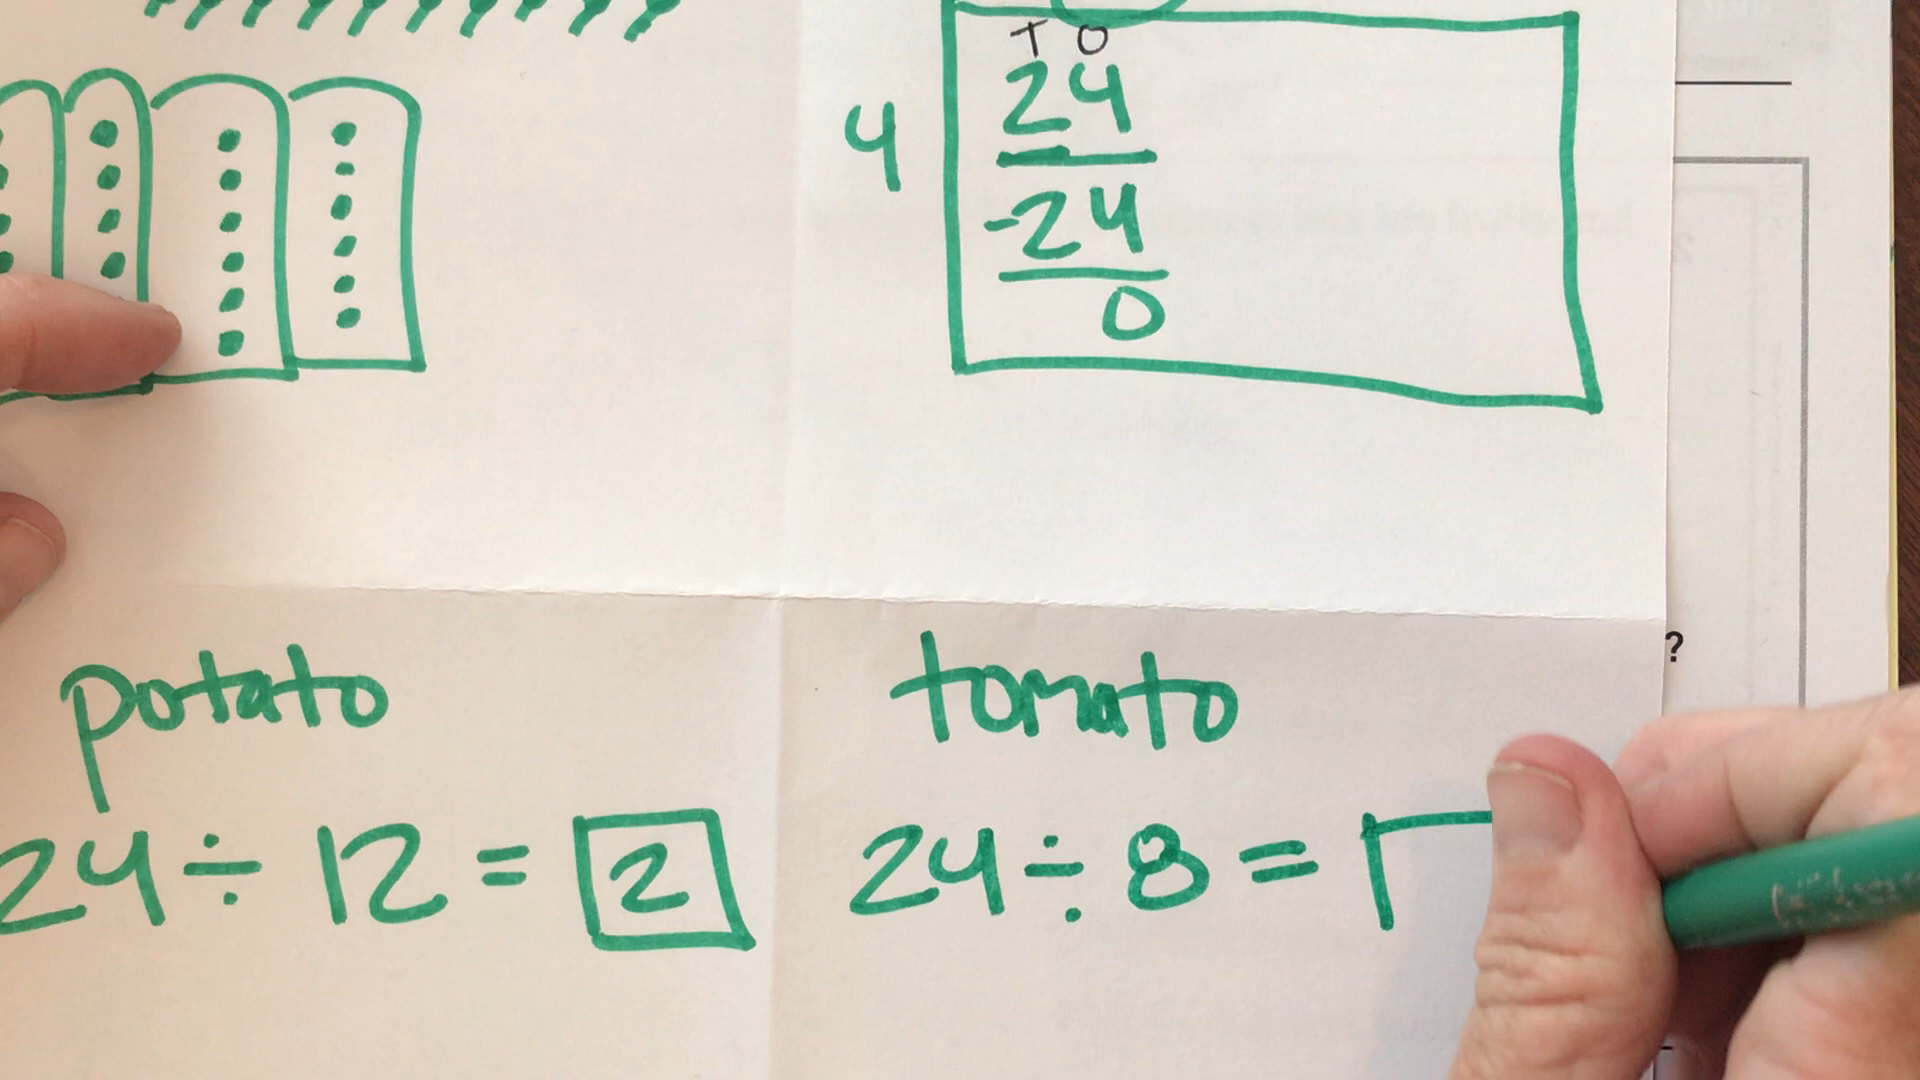 T O
24
4
-24
0
potato
24 ÷ 12 = 2
tomato
24 ÷ 8 =
?